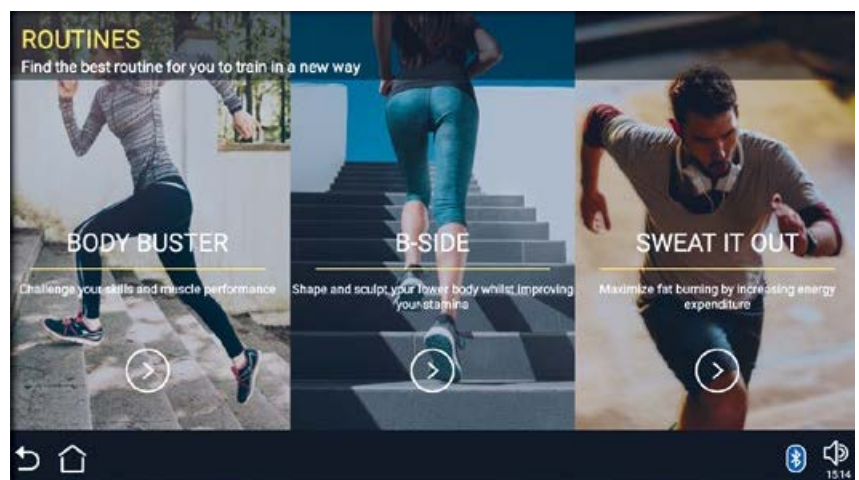 ROUTINES
Find the best routine for you to train in a new way
BODY BUSTER
Challenge your skills and muscle performance
B-SIDE
Shape and sculpt your lower body whilst improving
your stamina
SWEAT IT OUT
Maximize fat burning by increasing energy
expenditure
15:14